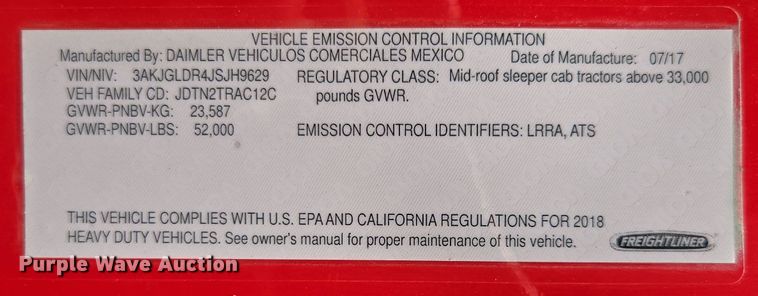 VEHICLE EMISSION CONTROL INFORMATION
Manufactured By: DAIMLER VEHICULOS COMERCIALES MEXICO Date of Manufacture: 07/17
VIN/NIV: 3AKJGLDR4JSJH9629 REGULATORY CLASS: Mid-roof sleeper cab tractors above 33,000
VEH FAMILY CD: JDTN2TRAC12C pounds GVWR.
GVWR-PNBV-KG: 23,587
GVWR-PNBV-LBS: 52,000 EMISSION CONTROL IDENTIFIERS: LRRA, ATS
THIS VEHICLE COMPLIES WITH U.S. EPA AND CALIFORNIA REGULATIONS FOR 2018
HEAVY DUTY VEHICLES. See owner's manual for proper maintenance of this vehicle.
FREIGHTLINER
Purple Wave Auction